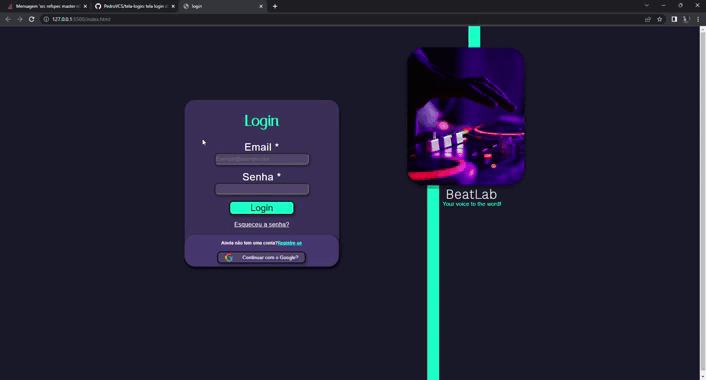 Mensagem 'src refspec master n
PedroVCS/tela-login: tela login d
login
127.0.0.1:5500/index.html
Login
Email *
Exemplo@exemplo.com
Senha *
Login
Esqueceu a senha?
Ainda não tem uma conta?Registre-se
Continuar com o Google?
BeatLab
Your voice to the word!